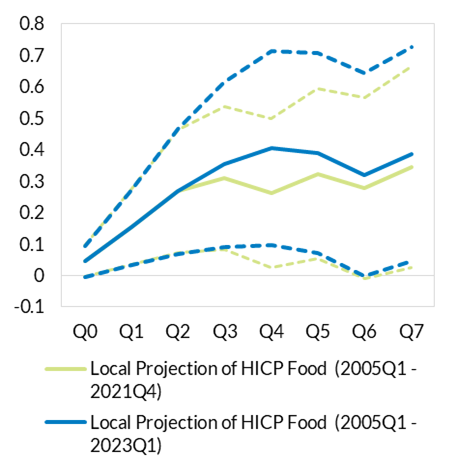 0.8
0.7
0.6
0.5
0.4
0.3
0.2
0.1
0
-0.1
Q0 Q1 Q2 Q3 Q4 Q5 Q6 Q7
Local Projection of HICP Food (2005Q1 -
2021Q4)
Local Projection of HICP Food (2005Q1 -
2023Q1)